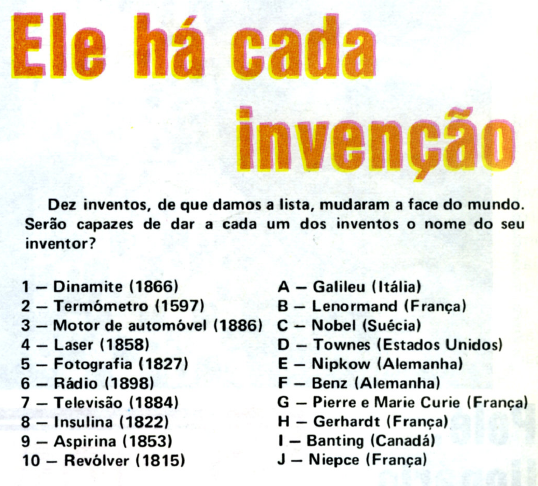 Ele há cada
invenção
Dez inventos, de que damos a lista, mudaram a face do mundo.
Serão capazes de dar a cada um dos inventos o nome do seu
inventor?
1 — Dinamite (1866)
2 — Termómetro (1597)
3 — Motor de automóvel (1886)
4 — Laser (1858)
5 — Fotografia (1827)
6 — Rádio (1898)
7 — Televisão (1884)
8 — Insulina (1822)
9 — Aspirina (1853)
10 — Revólver (1815)
A — Galileu (Itália)
B — Lenormand (França)
C — Nobel (Suécia)
D — Townes (Estados Unidos)
E — Nipkow (Alemanha)
F — Benz (Alemanha)
G — Pierre e Marie Curie (França)
H — Gerhardt (França)
I — Banting (Canadá)
J — Niepce (França)